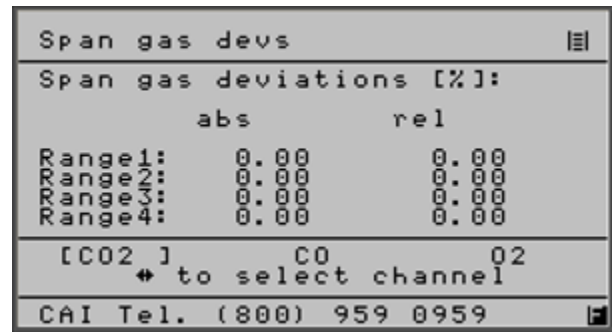 Span gas devs
Span gas deviations [%]:
abs rel
Range1: 0.00 0.00
Range2: 0.00 0.00
Range3: 0.00 0.00
Range4: 0.00 0.00
[CO2 ] CO O2
↔ to select channel
CAI Tel. (800) 959 0959 F